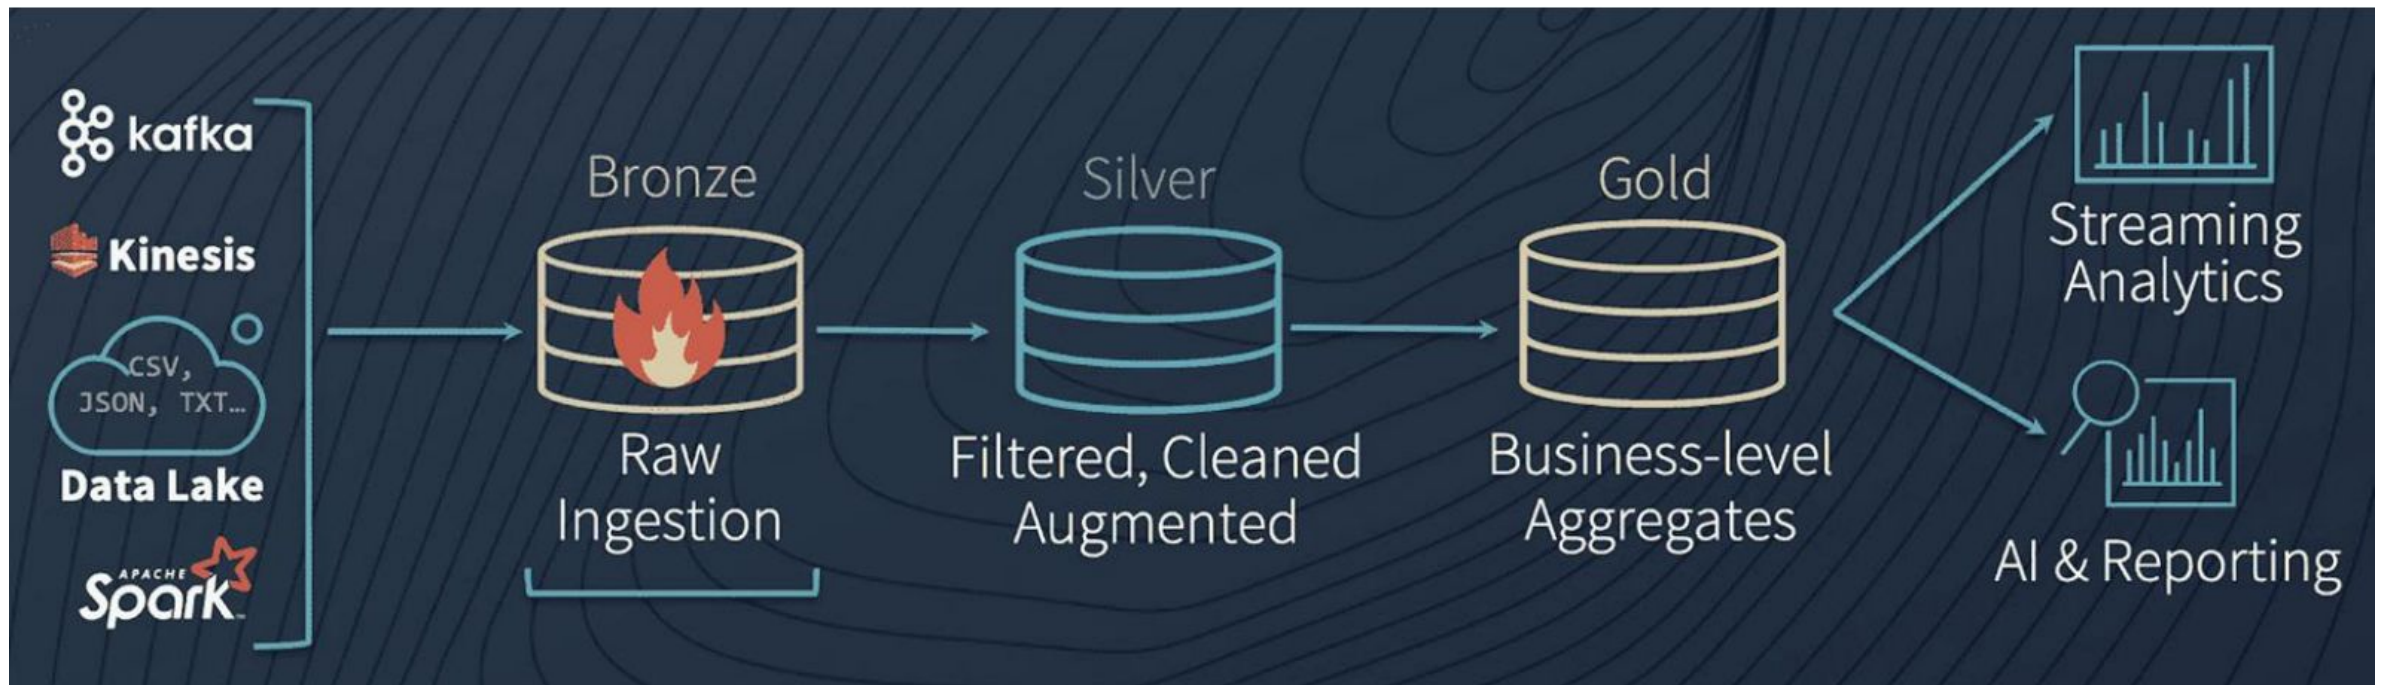 kafka
Kinesis
CSV,
JSON, TXT...
Data Lake
APACHE
Spark™
Bronze
Raw
Ingestion
Silver
Filtered, Cleaned
Augmented
Gold
Business-level
Aggregates
Streaming
Analytics
AI & Reporting